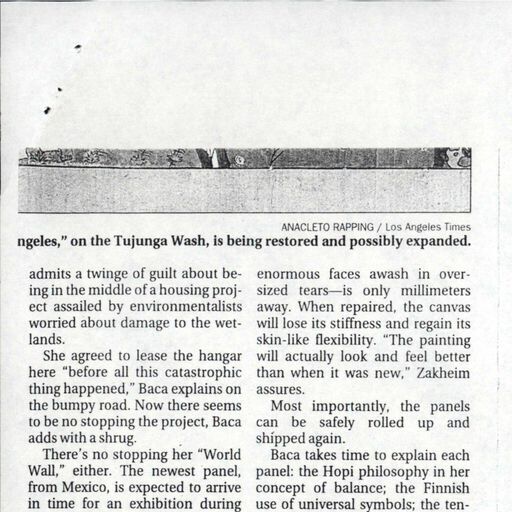 ANACLETO RAPPING / Los Angeles Times
ngeles,” on the Tujunga Wash, is being restored and possibly expanded.
admits a twinge of guilt about be-
ing in the middle of a housing proj-
ect assailed by environmentalists
worried about damage to the wet-
lands.
She agreed to lease the hangar
here “before all this catastrophic
thing happened,” Baca explains on
the bumpy road. Now there seems
to be no stopping the project, Baca
adds with a shrug.
There’s no stopping her “World
Wall,” either. The newest panel,
from Mexico, is expected to arrive
in time for an exhibition during
enormous faces awash in over-
sized tears—is only millimeters
away. When repaired, the canvas
will lose its stiffness and regain its
skin-like flexibility. “The painting
will actually look and feel better
than when it was new,” Zakheim
assures.
Most importantly, the panels
can be safely rolled up and
shipped again.
Baca takes time to explain each
panel: the Hopi philosophy in her
concept of balance; the Finnish
use of universal symbols; the ten-